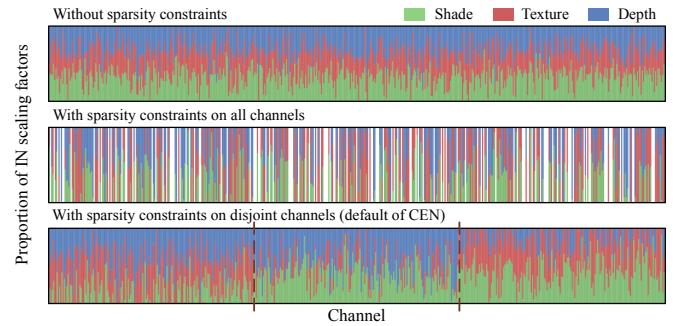 Without sparsity constraints
Shade
Texture
Depth
Proportion of IN scaling factors
With sparsity constraints on all channels
With sparsity constraints on disjoint channels (default of CEN)
Channel